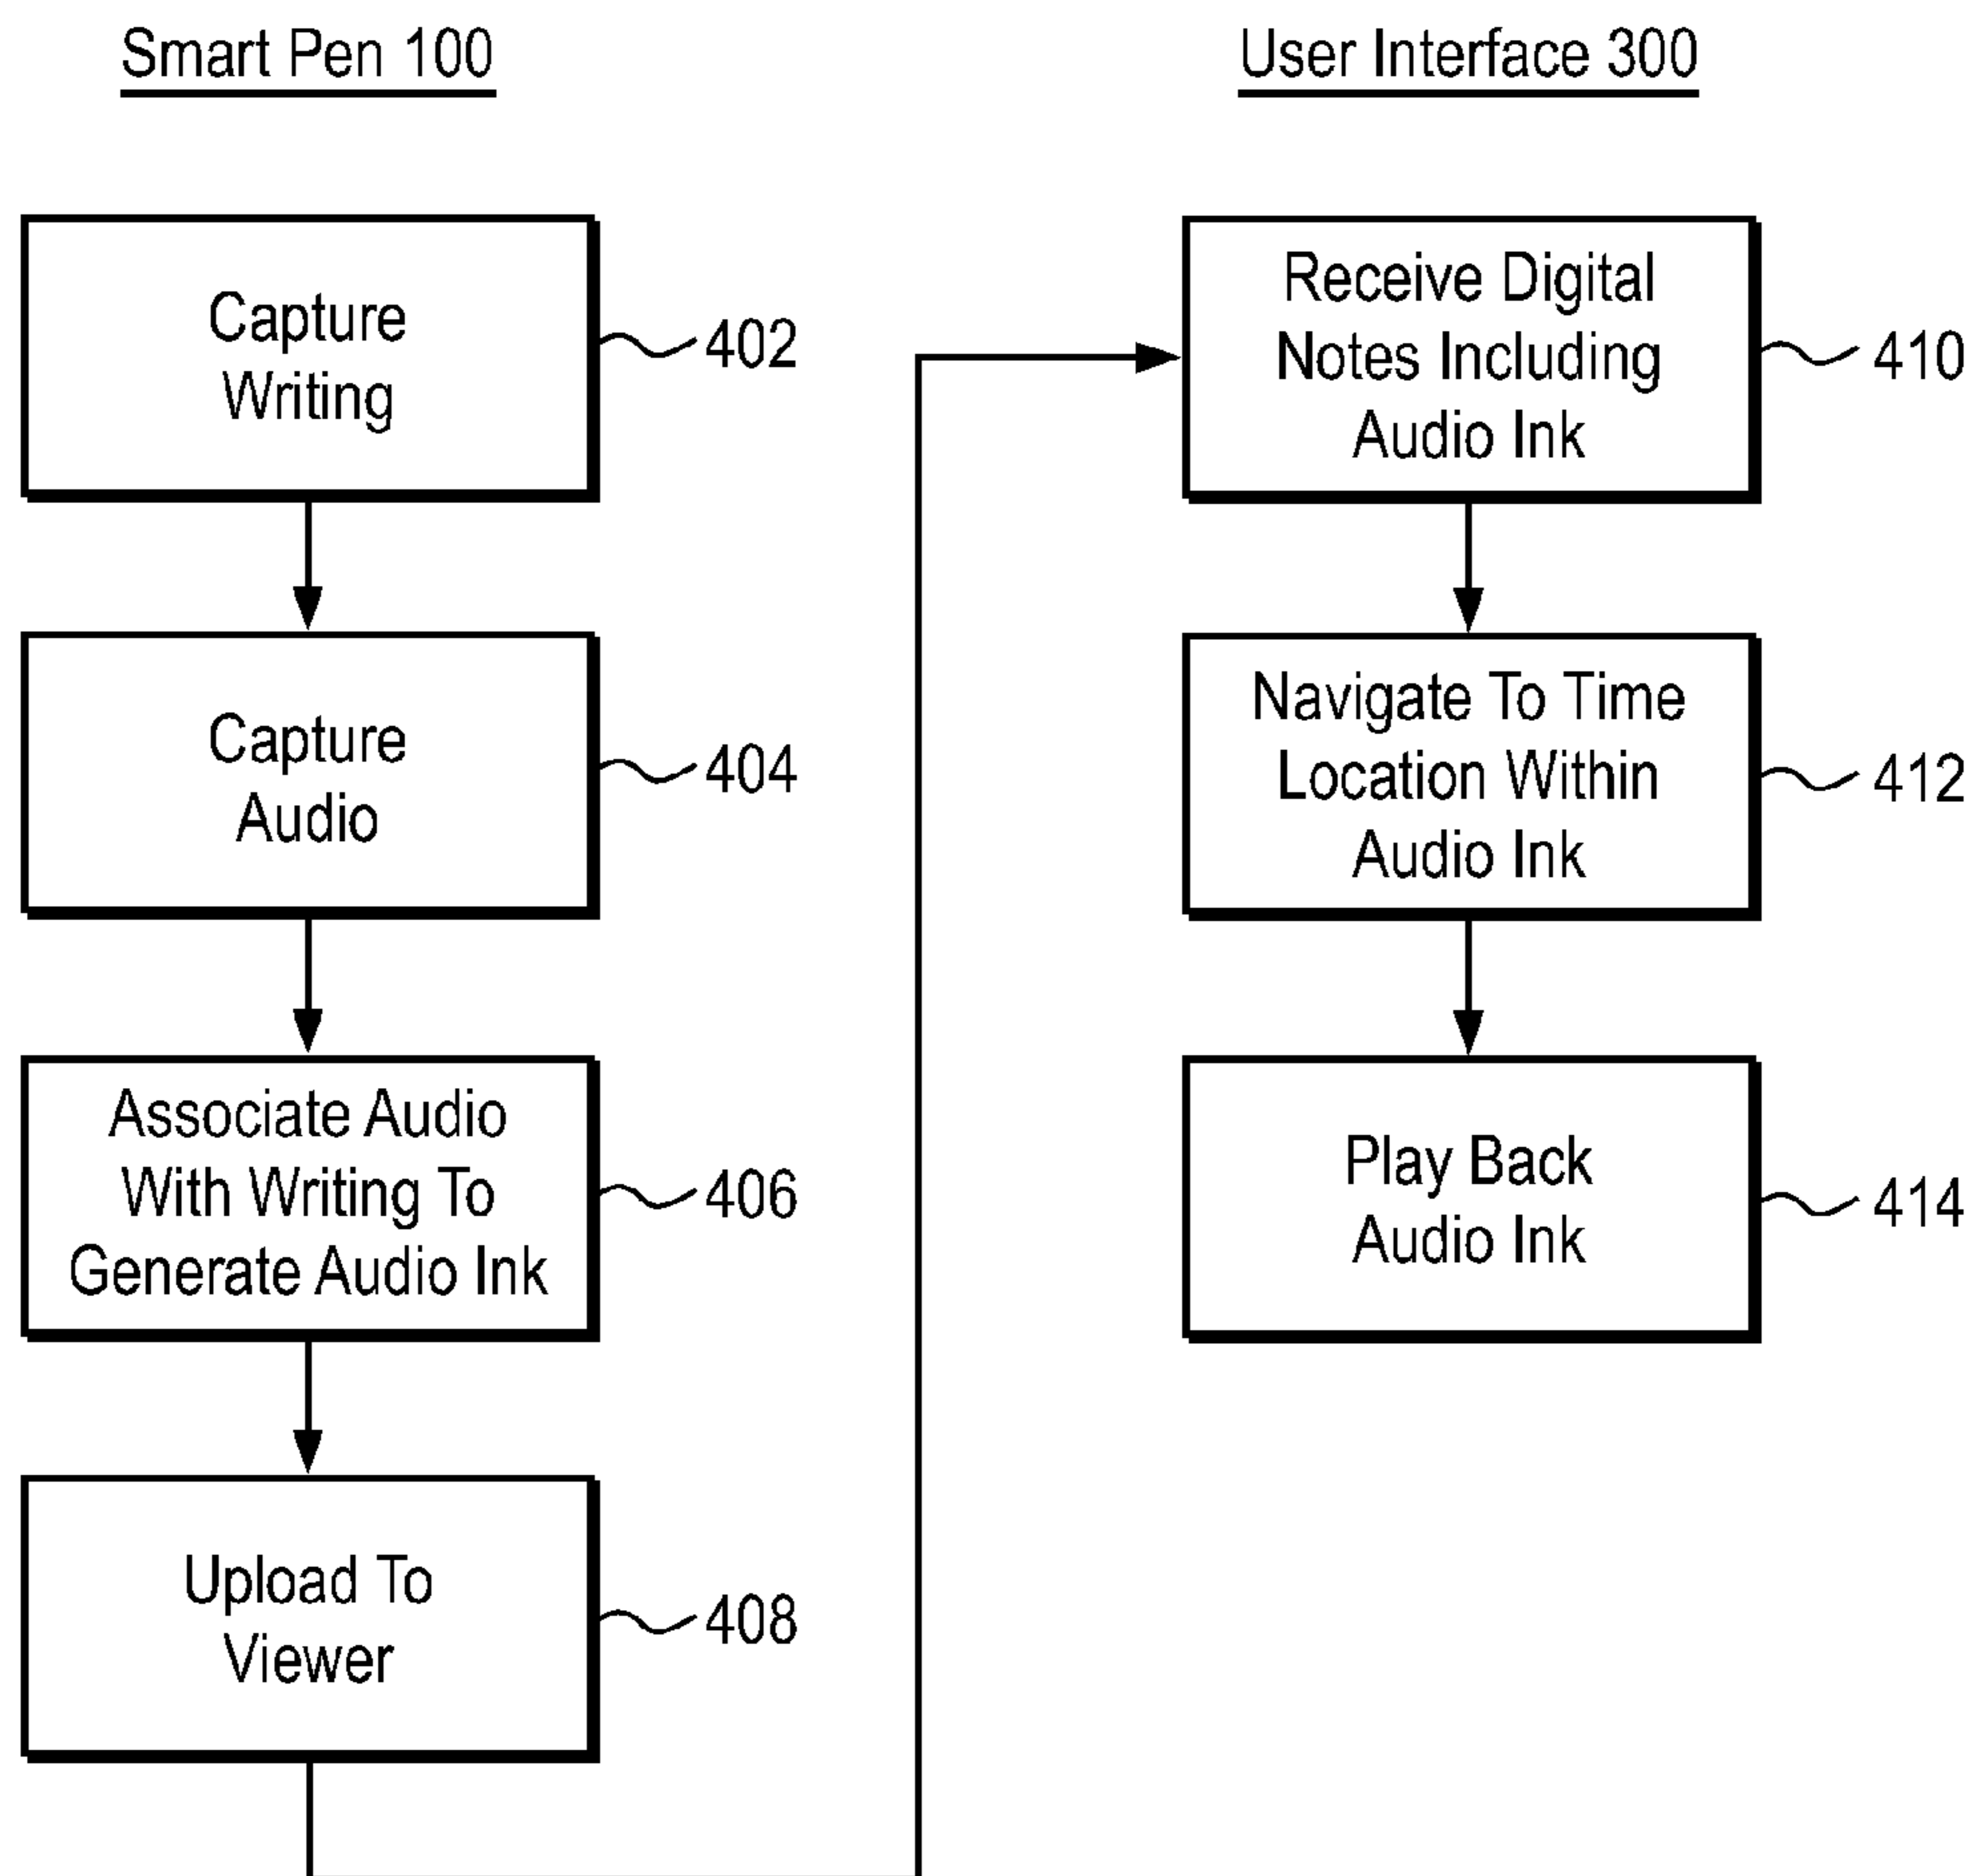 Smart Pen 100
Capture
Writing
402
Capture
Audio
404
Associate Audio
With Writing To
Generate Audio Ink
406
Upload To
Viewer
408
User Interface 300
Receive Digital
Notes Including
Audio Ink
410
Navigate To Time
Location Within
Audio Ink
412
Play Back
Audio Ink
414